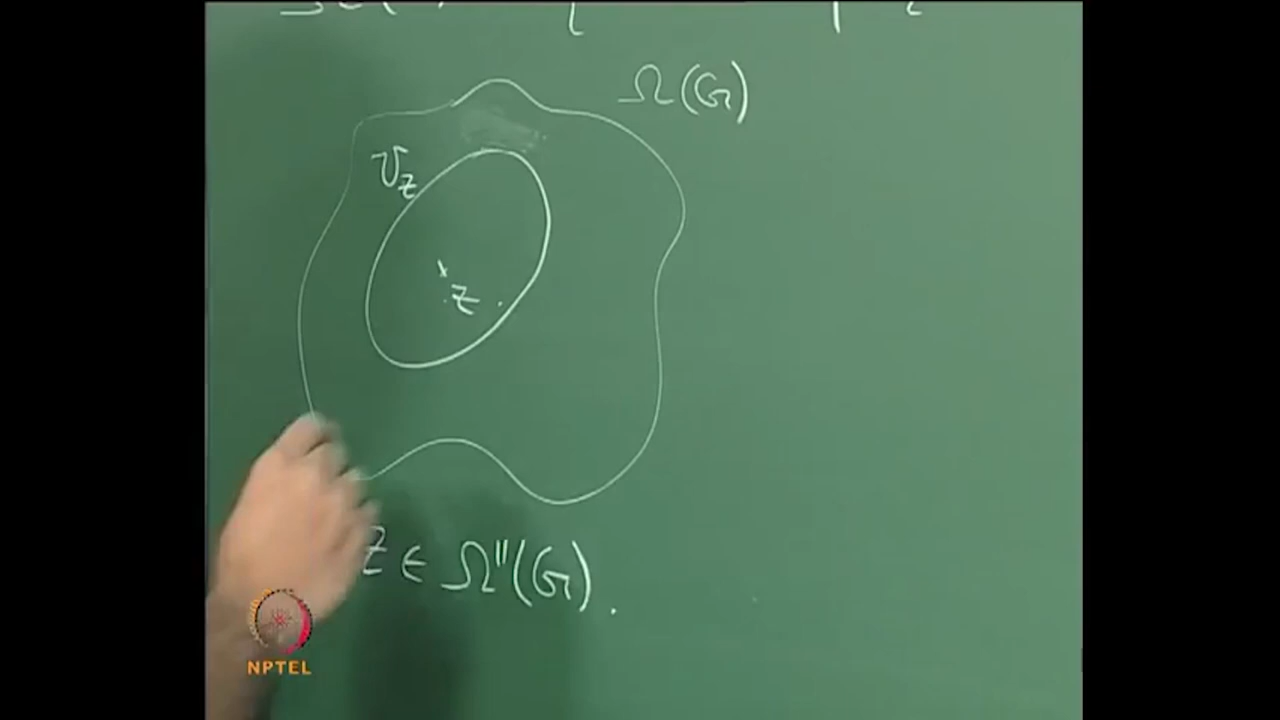 Ω(G)
U_z
z
z ∈ Ω''(G).
NPTEL